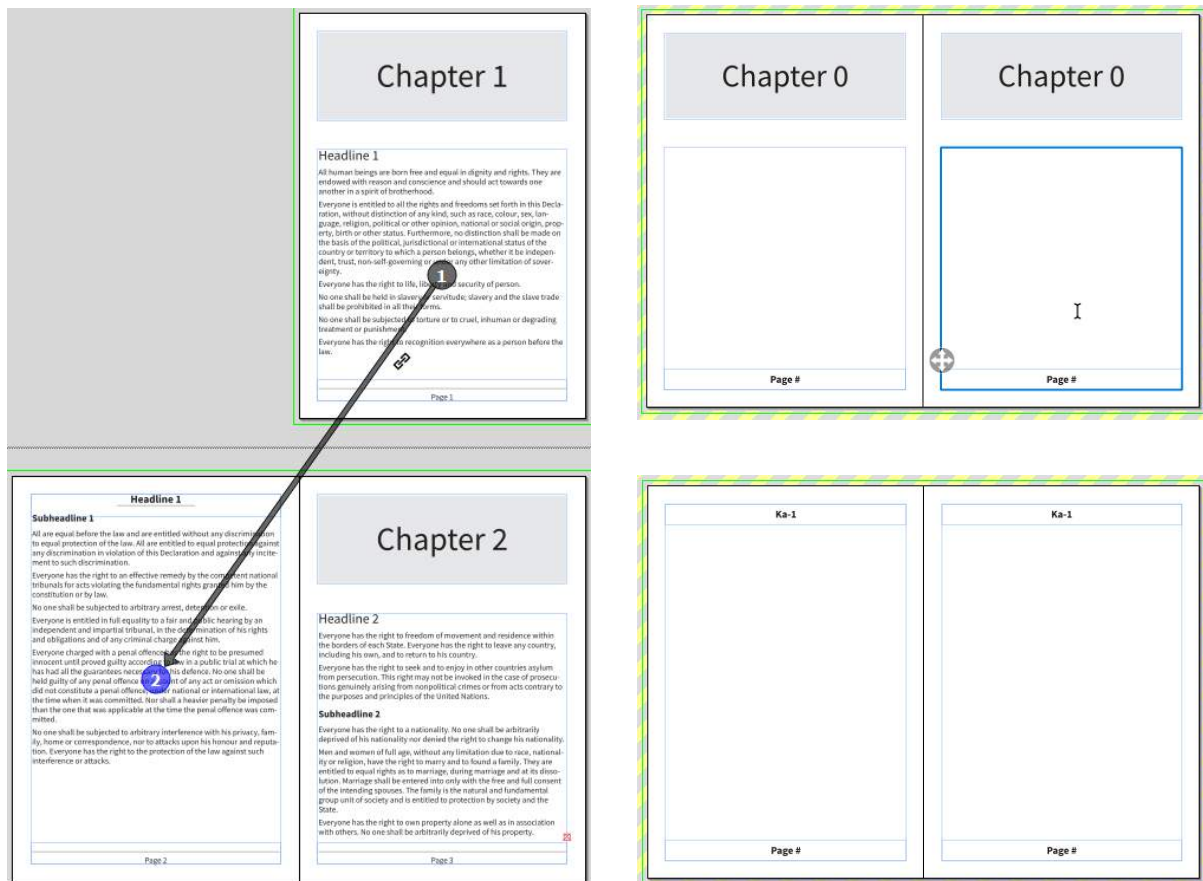 Chapter 1
Headline 1
All human beings are born free and equal in dignity and rights. They are
endowed with reason and conscience and should act towards one
another in a spirit of brotherhood.
Everyone is entitled to all the rights and freedoms set forth in this Decla-
ration, without distinction of any kind, such as race, colour, sex, lan-
guage, religion, political or other opinion, national or social origin, prop-
erty, birth or other status. Furthermore, no distinction shall be made on
the basis of the political, jurisdictional or international status of the
country or territory to which a person belongs, whether it be indepen-
dent, trust, non-self-governing or under any other limitation of sover-
eignty.
1
Everyone has the right to life, liberty and security of person.
No one shall be held in slavery or servitude; slavery and the slave trade
shall be prohibited in all their forms.
No one shall be subjected to torture or to cruel, inhuman or degrading
treatment or punishment.
Everyone has the right to recognition everywhere as a person before the
law.
Page 1
Headline 1
Subheadline 1
All are equal before the law and are entitled without any discrimination
to equal protection of the law. All are entitled to equal protection against
any discrimination in violation of this Declaration and against any incite-
ment to such discrimination.
Everyone has the right to an effective remedy by the competent national
tribunals for acts violating the fundamental rights granted him by the
constitution or by law.
No one shall be subjected to arbitrary arrest, detention or exile.
Everyone is entitled in full equality to a fair and public hearing by an
independent and impartial tribunal, in the determination of his rights
and obligations and of any criminal charge against him.
Everyone charged with a penal offence has the right to be presumed
innocent until proved guilty according to law in a public trial at which he
has had all the guarantees necessary for his defence. No one shall be
held guilty of any penal offence on account of any act or omission which
2
did not constitute a penal offence, under national or international law, at
the time when it was committed. Nor shall a heavier penalty be imposed
than the one that was applicable at the time the penal offence was com-
mitted.
No one shall be subjected to arbitrary interference with his privacy, fam-
ily, home or correspondence, nor to attacks upon his honour and reputa-
tion. Everyone has the right to the protection of the law against such
interference or attacks.
Page 2
Chapter 2
Headline 2
Everyone has the right to freedom of movement and residence within
the borders of each State. Everyone has the right to leave any country,
including his own, and to return to his country.
Everyone has the right to seek and to enjoy in other countries asylum
from persecution. This right may not be invoked in the case of prosecu-
tions genuinely arising from nonpolitical crimes or from acts contrary to
the purposes and principles of the United Nations.
Subheadline 2
Everyone has the right to a nationality. No one shall be arbitrarily
deprived of his nationality nor denied the right to change his nationality.
Men and women of full age, without any limitation due to race, national-
ity or religion, have the right to marry and to found a family. They are
entitled to equal rights as to marriage, during marriage and at its disso-
lution. Marriage shall be entered into only with the free and full consent
of the intending spouses. The family is the natural and fundamental
group unit of society and is entitled to protection by society and the
State.
Everyone has the right to own property alone as well as in association
with others. No one shall be arbitrarily deprived of his property.
Page 3
Chapter 0
Page #
Chapter 0
Page #
Ka-1
Page #
Ka-1
Page #